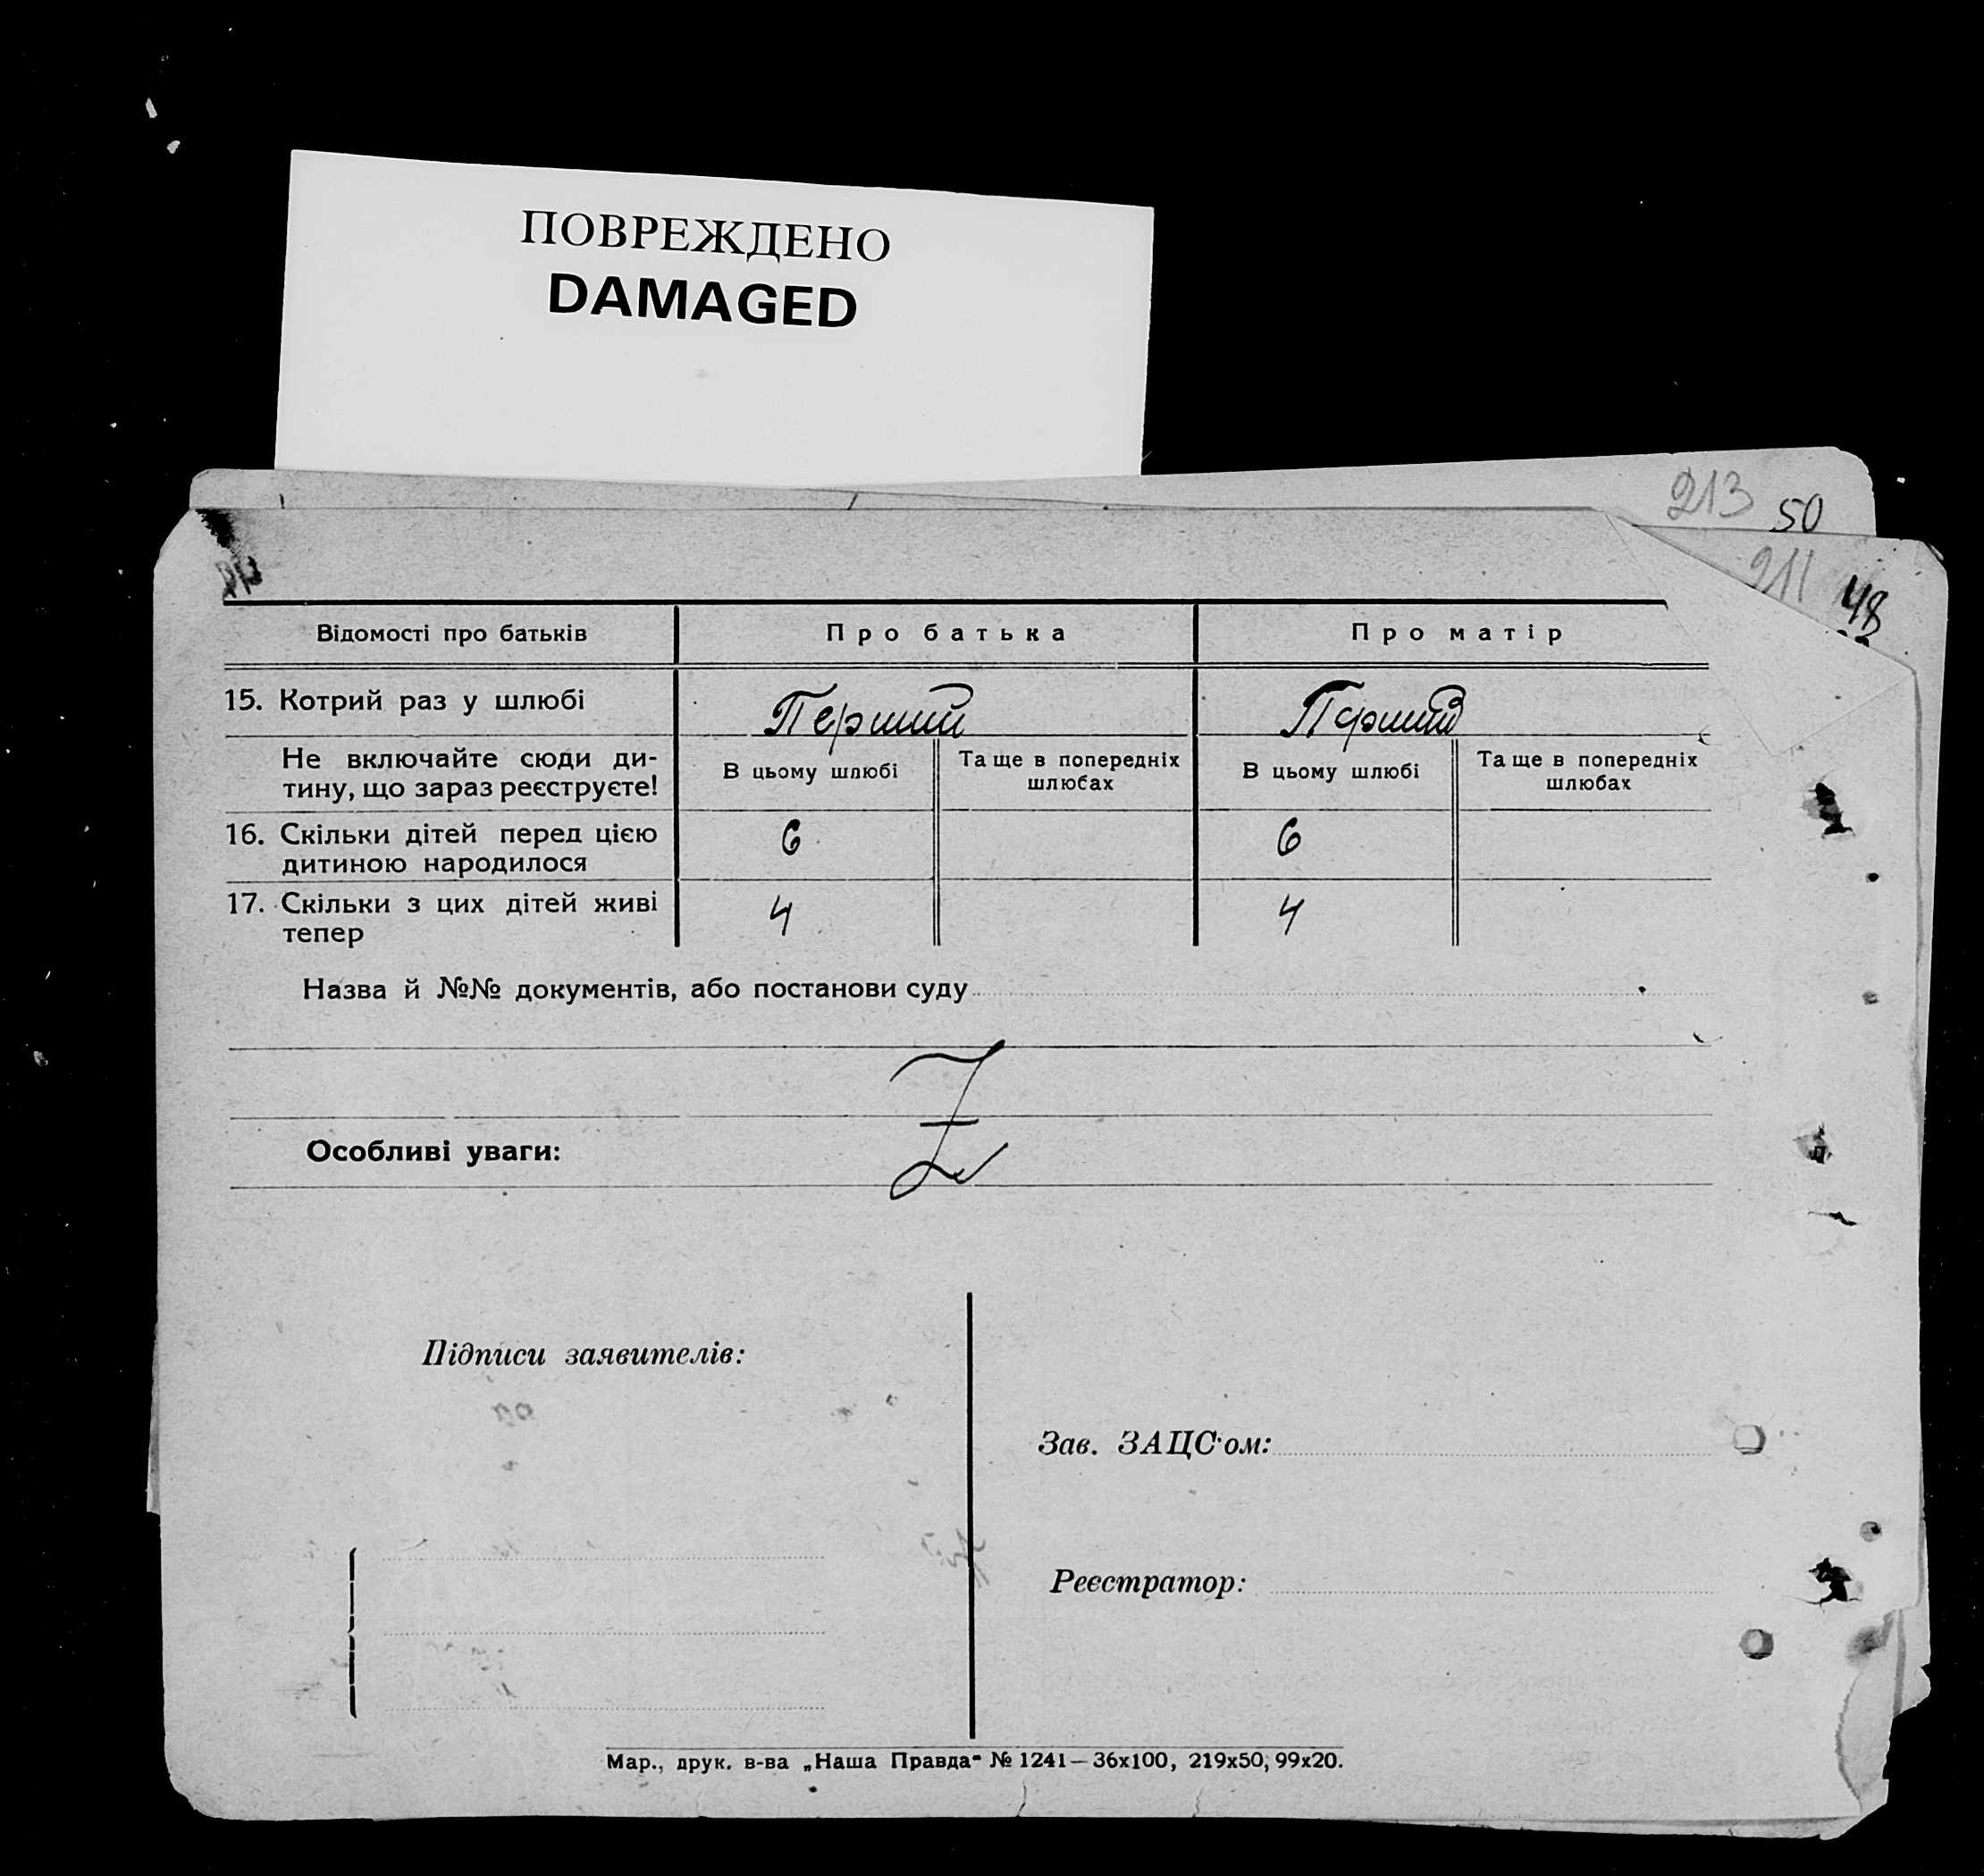 ПОВРЕЖДЕНО
DAMAGED
213 50
211 48
Відомості про батьків
Про батька
Про матір
15. Котрий раз у шлюбі
Перший
Перший
Не включайте сюди ди-
тину, що зараз реєструєте!
В цьому шлюбі
Та ще в попередніх
шлюбах
В цьому шлюбі
Та ще в попередніх
шлюбах
16. Скільки дітей перед цією
дитиною народилося
6
6
17. Скільки з цих дітей живі
тепер
4
4
Назва й №№ документів, або постанови суду
Z
Особливі уваги:
Підписи заявителів:
Зав. ЗАЦС'ом:
Реєстратор:
Мар., друк. в-ва „Наша Правда" № 1241—36х100, 219х50, 99х20.